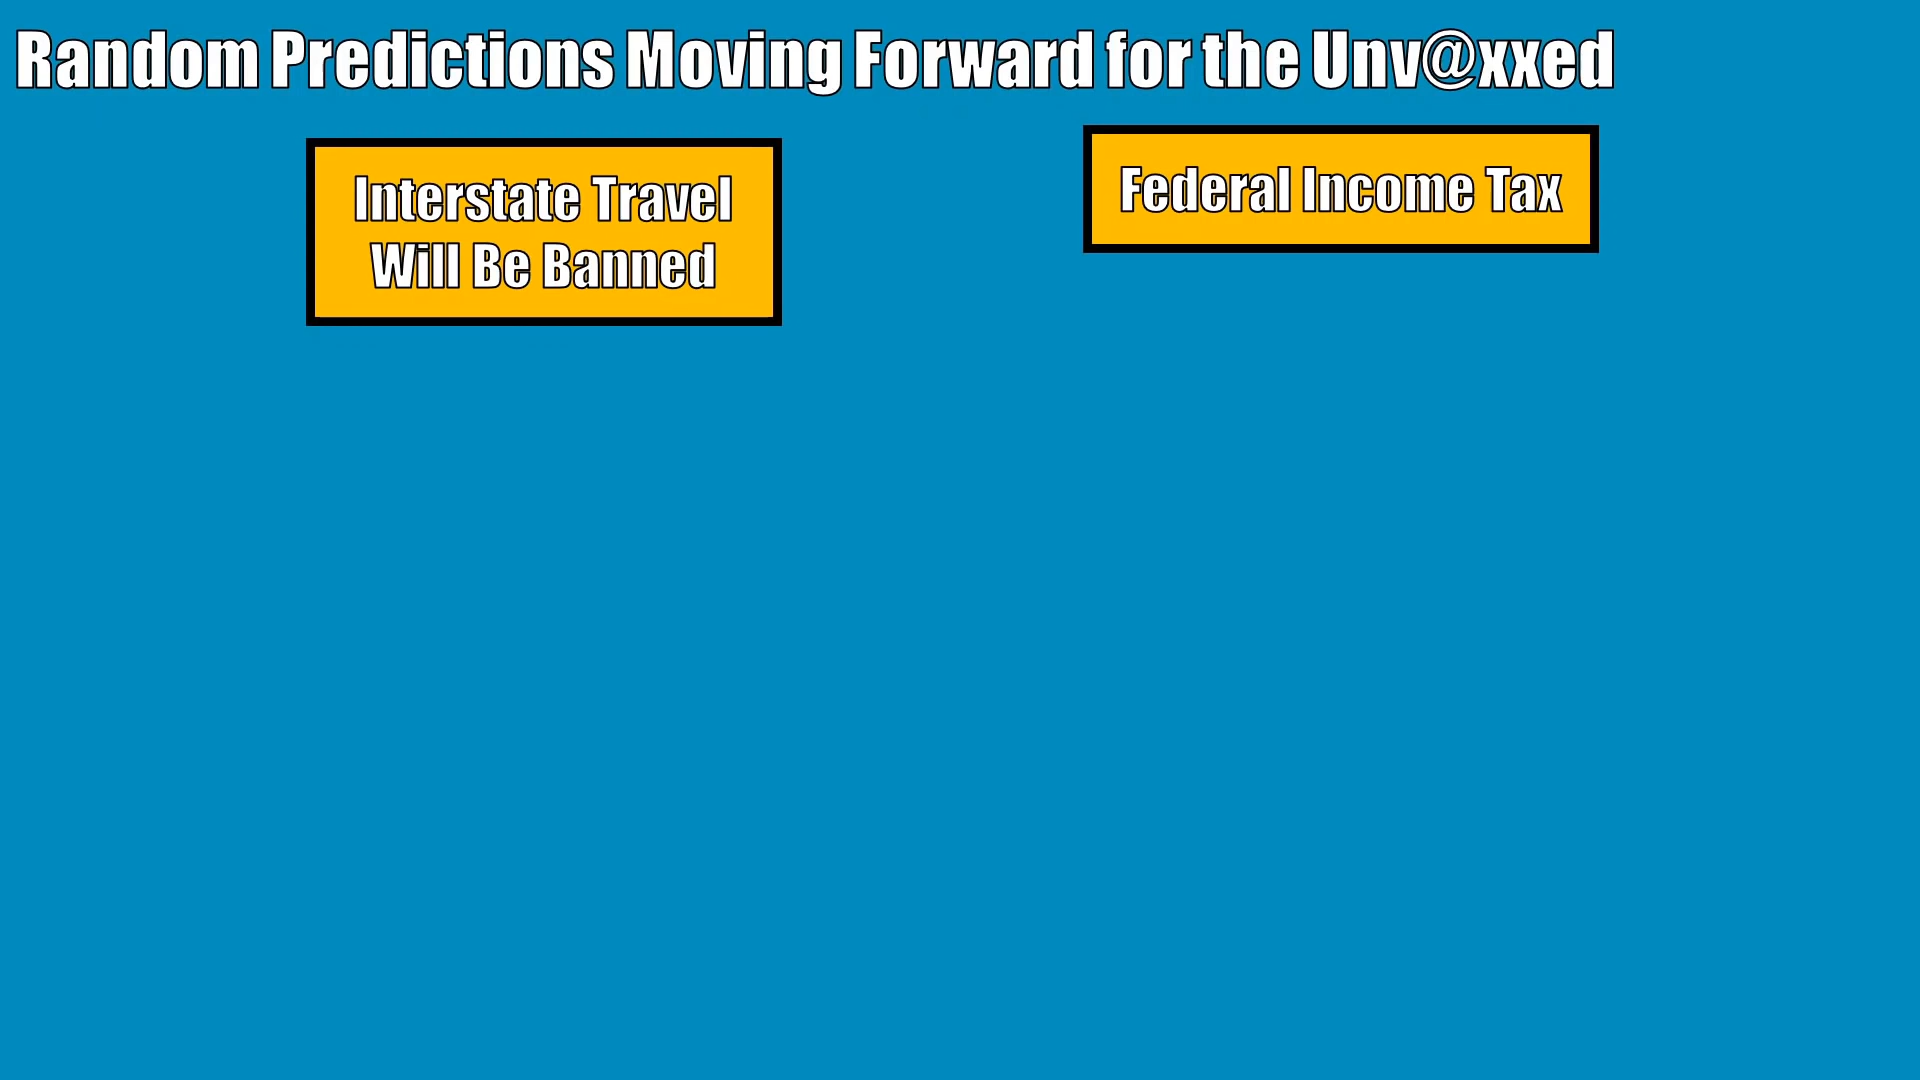 Random Predictions Moving Forward for the Unv@xxed
Interstate Travel
Will Be Banned
Federal Income Tax